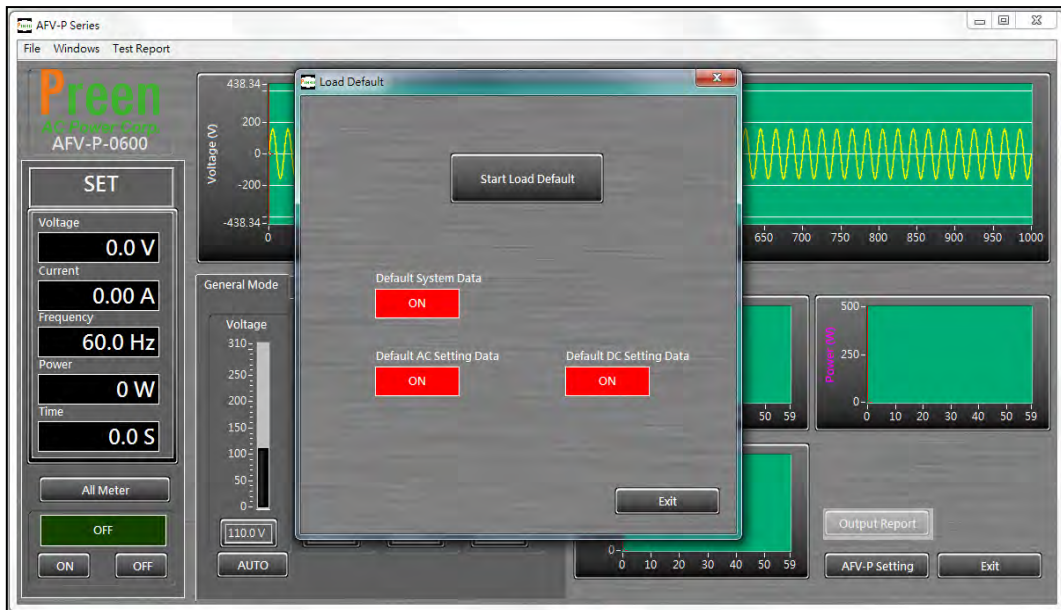 AFV-P Series
File Windows Test Report
Preen
AC Power Corp.
AFV-P-0600
SET
Voltage
0.0 V
Current
0.00 A
Frequency
60.0 Hz
Power
0 W
Time
0.0 S
All Meter
OFF
ON OFF
Voltage (V)
438.34
200
0
-200
-438.34
0 650 700 750 800 850 900 950 1000
General Mode
Voltage
310
250
200
150
100
50
0
110.0 V
AUTO
Load Default
Start Load Default
Default System Data
ON
Default AC Setting Data Default DC Setting Data
ON ON
Exit
50 59
500
250
0
0 10 20 30 40 50 59
0
0 10 20 30 40 50 59
Output Report
AFV-P Setting Exit